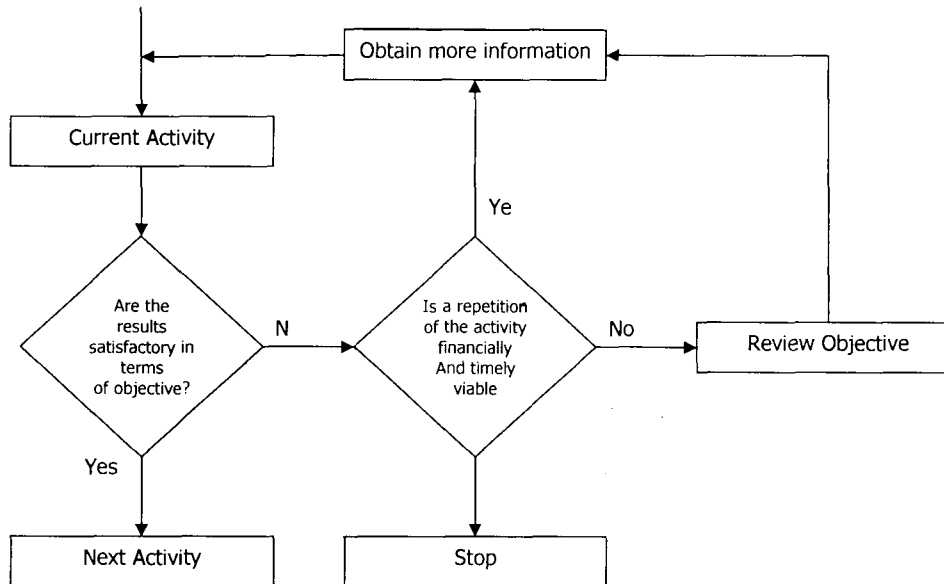 Obtain more information
Current Activity
Ye
Are the
results
satisfactory in
terms
of objective?
N
Is a repetition
of the activity
financially
And timely
viable
No
Review Objective
Yes
Next Activity
Stop